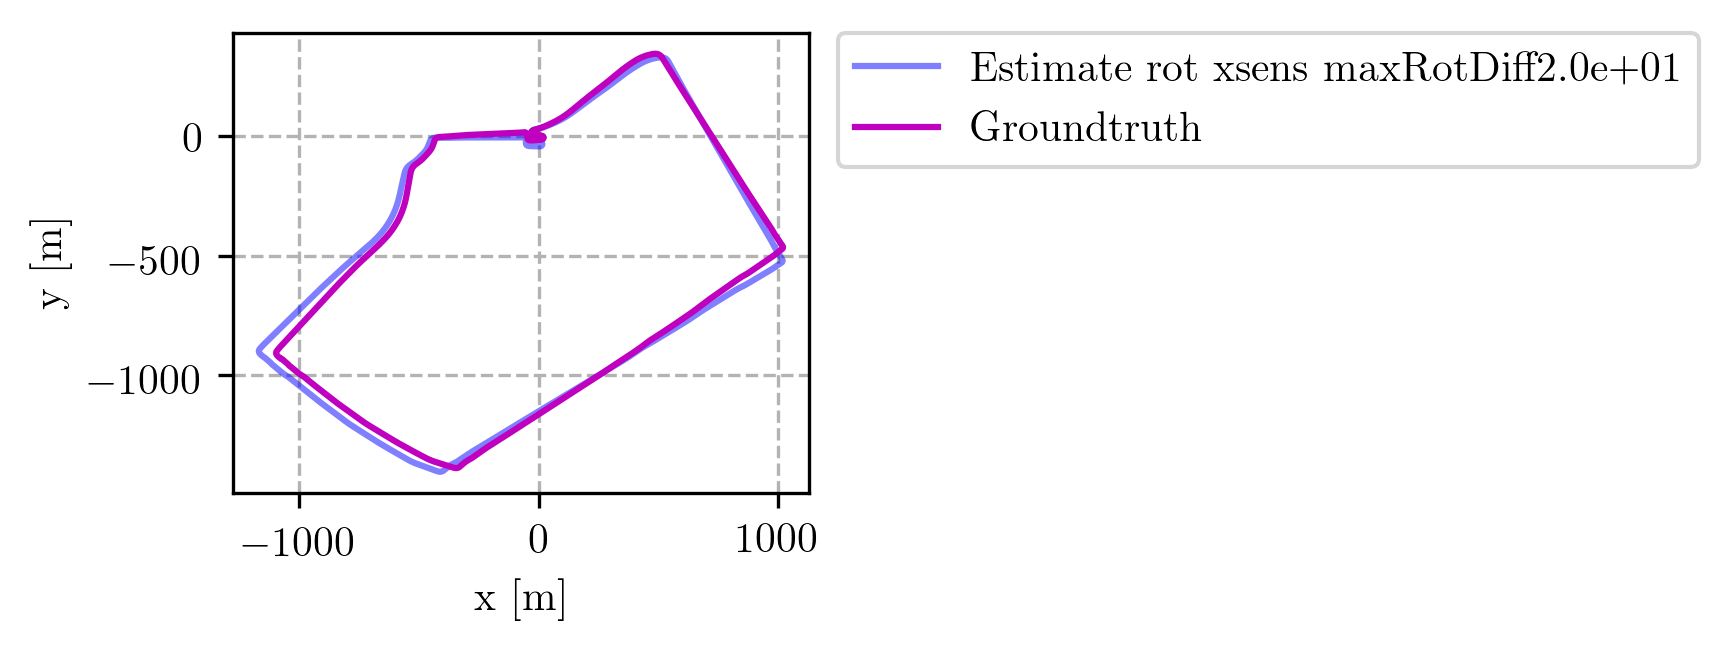 Estimate rot xsens maxRotDiff2.0e+01
Groundtruth
0
−500
−1000
y [m]
−1000
0
1000
x [m]